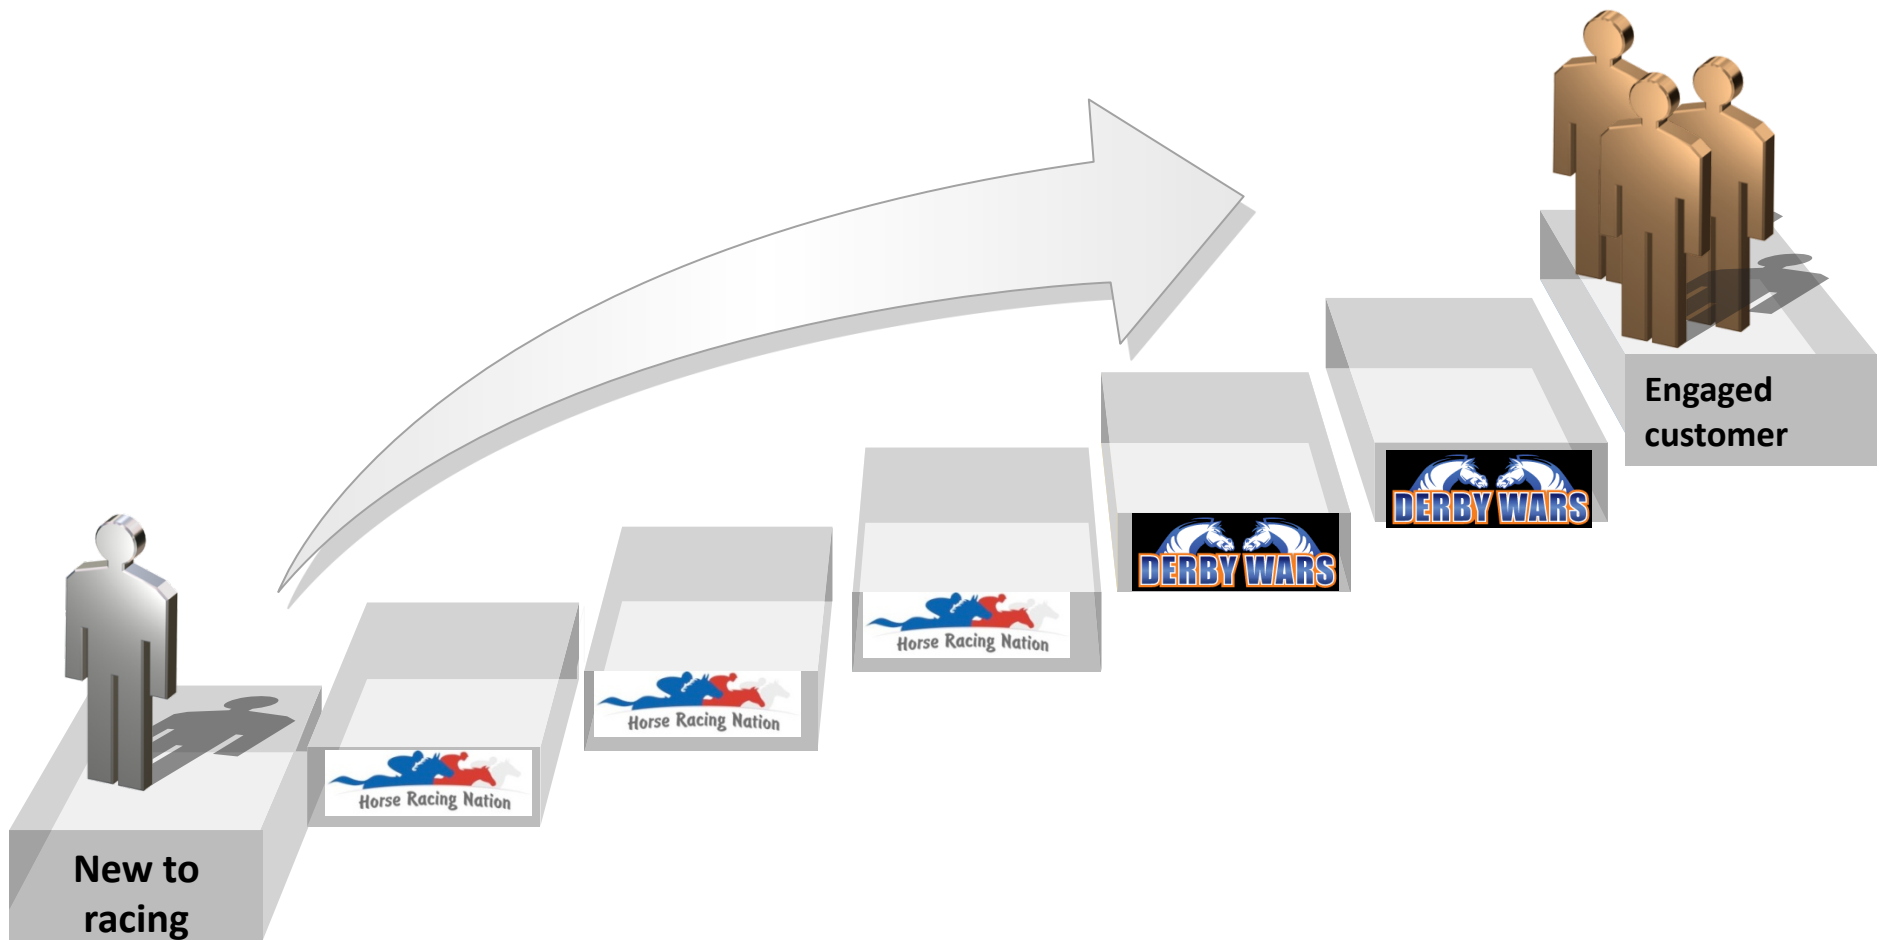 New to
racing
Horse Racing Nation
Horse Racing Nation
Horse Racing Nation
DERBY WARS
DERBY WARS
Engaged
customer